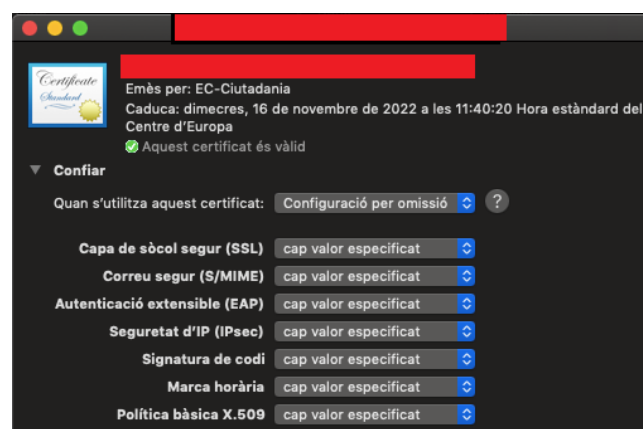 Certificate
Standard
Emès per: EC-Ciutadania
Caduca: dimecres, 16 de novembre de 2022 a les 11:40:20 Hora estàndard del
Centre d’Europa
Aquest certificat és vàlid
Confiar
Quan s’utilitza aquest certificat: Configuració per omissió ?
Capa de sòcol segur (SSL) cap valor especificat
Correu segur (S/MIME) cap valor especificat
Autenticació extensible (EAP) cap valor especificat
Seguretat d’IP (IPsec) cap valor especificat
Signatura de codi cap valor especificat
Marca horària cap valor especificat
Política bàsica X.509 cap valor especificat